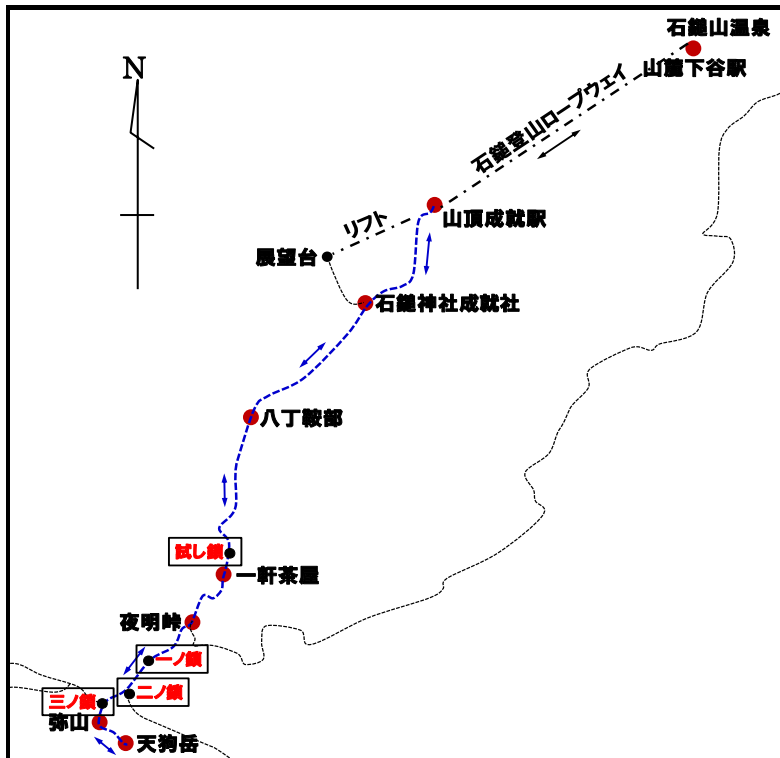 石鎚山温泉
山麓下谷駅
N
石鎚登山ロープウェイ
山頂成就駅
リフト
展望台
石鎚神社成就社
八丁鞍部
試し鎖
一軒茶屋
夜明峠
一ノ鎖
二ノ鎖
三ノ鎖
弥山
天狗岳